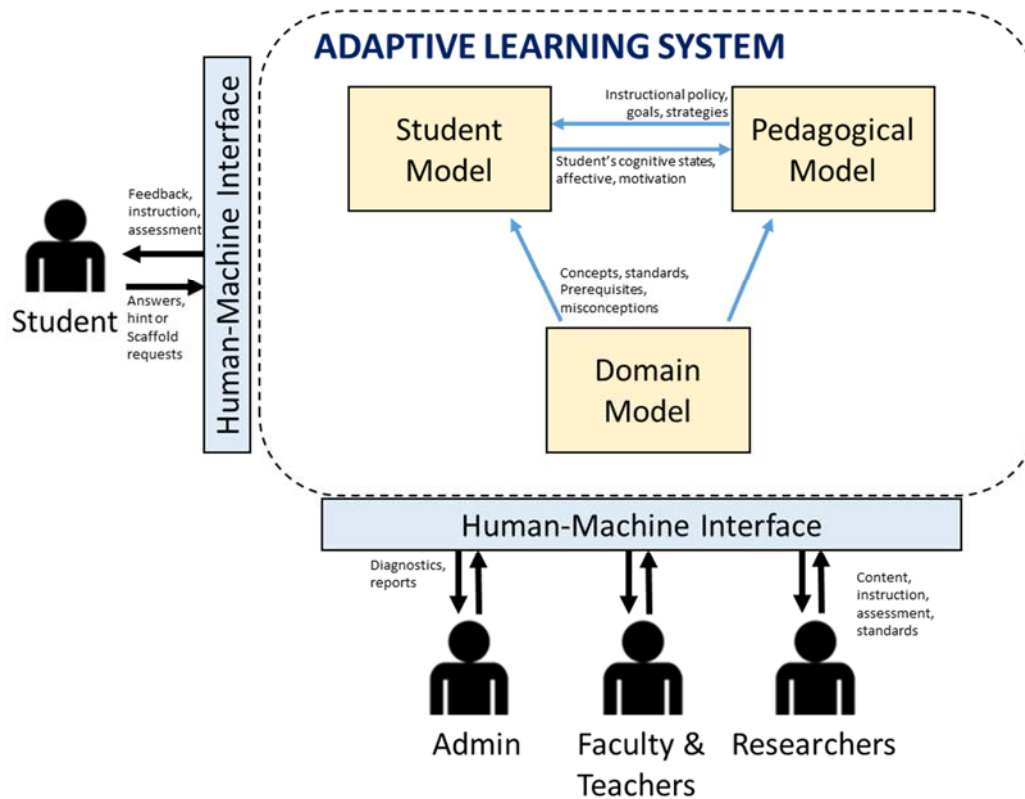 ADAPTIVE LEARNING SYSTEM
Human-Machine Interface
Student
Model
Instructional policy,
goals, strategies
Student's cognitive states,
affective, motivation
Pedagogical
Model
Feedback,
instruction,
assessment
Student
Answers,
hint or
Scaffold
requests
Concepts, standards,
Prerequisites,
misconceptions
Domain
Model
Human-Machine Interface
Diagnostics,
reports
Content,
instruction,
assessment,
standards
Admin
Faculty &
Teachers
Researchers